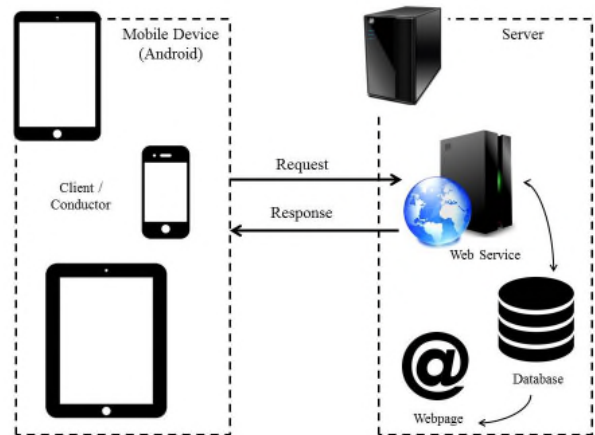 Mobile Device
(Android)
Server
Client /
Conductor
Request
Response
Web Service
Database
@
Webpage